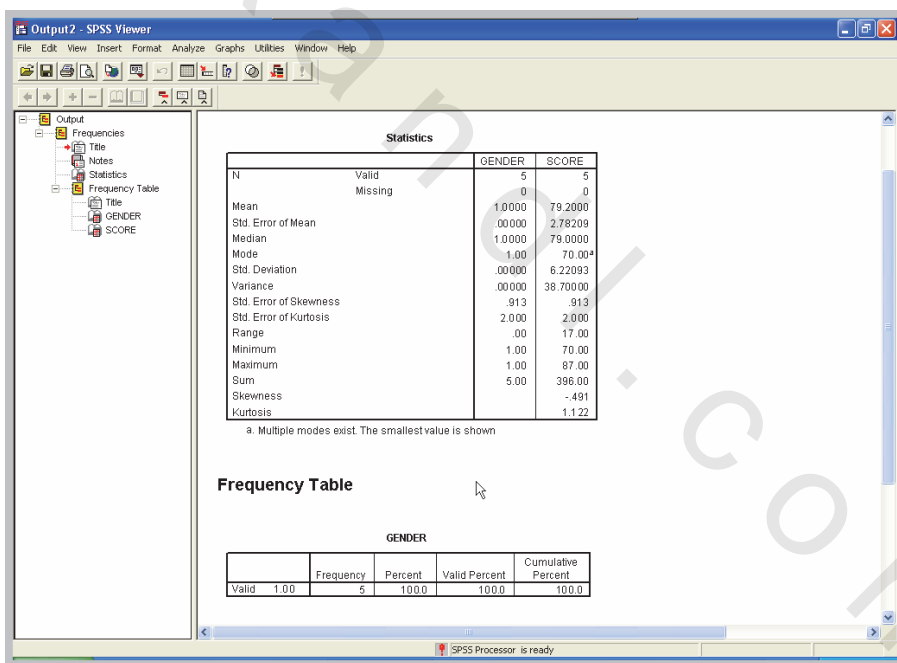 Output2 - SPSS Viewer
File Edit View Insert Format Analyze Graphs Utilities Window Help
Output
Frequencies
Title
Notes
Statistics
Frequency Table
Title
GENDER
SCORE
Statistics
GENDER SCORE
N Valid 5 5
Missing 0 0
Mean 1.0000 79.2000
Std. Error of Mean .00000 2.78209
Median 1.0000 79.0000
Mode 1.00 70.00a
Std. Deviation .00000 6.22093
Variance .00000 38.70000
Std. Error of Skewness .913 .913
Std. Error of Kurtosis 2.000 2.000
Range .00 17.00
Minimum 1.00 70.00
Maximum 1.00 87.00
Sum 5.00 396.00
Skewness -.491
Kurtosis 1.122
a. Multiple modes exist. The smallest value is shown
Frequency Table
GENDER
Frequency Percent Valid Percent Cumulative Percent
Valid 1.00 5 100.0 100.0 100.0
SPSS Processor is ready